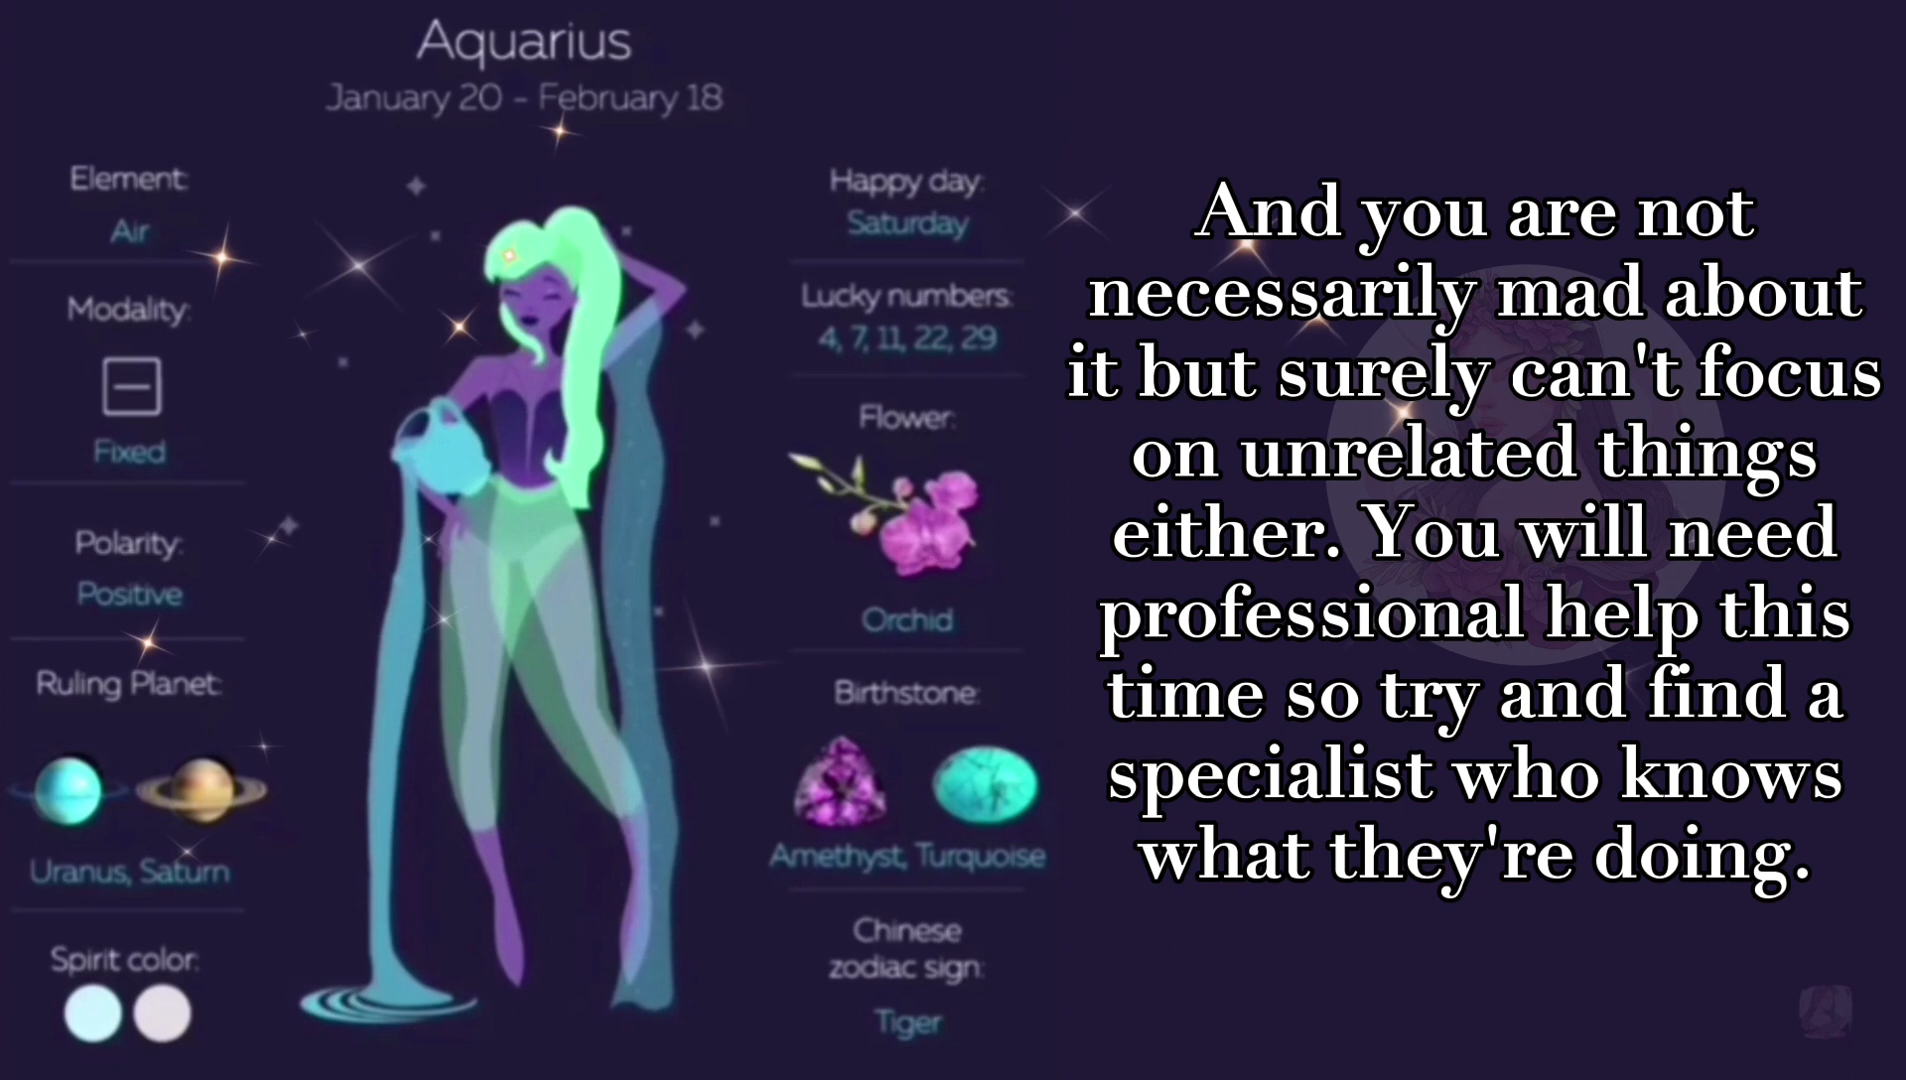 Aquarius
January 20 - February 18
Element:
Air
Modality:
Fixed
Polarity:
Positive
Ruling Planet:
Uranus, Saturn
Spirit color:
Happy day:
Saturday
Lucky numbers:
4, 7, 11, 22, 29
Flower:
Orchid
Birthstone:
Amethyst, Turquoise
Chinese
zodiac sign:
Tiger
And you are not
necessarily mad about
it but surely can't focus
on unrelated things
either. You will need
professional help this
time so try and find a
specialist who knows
what they're doing.